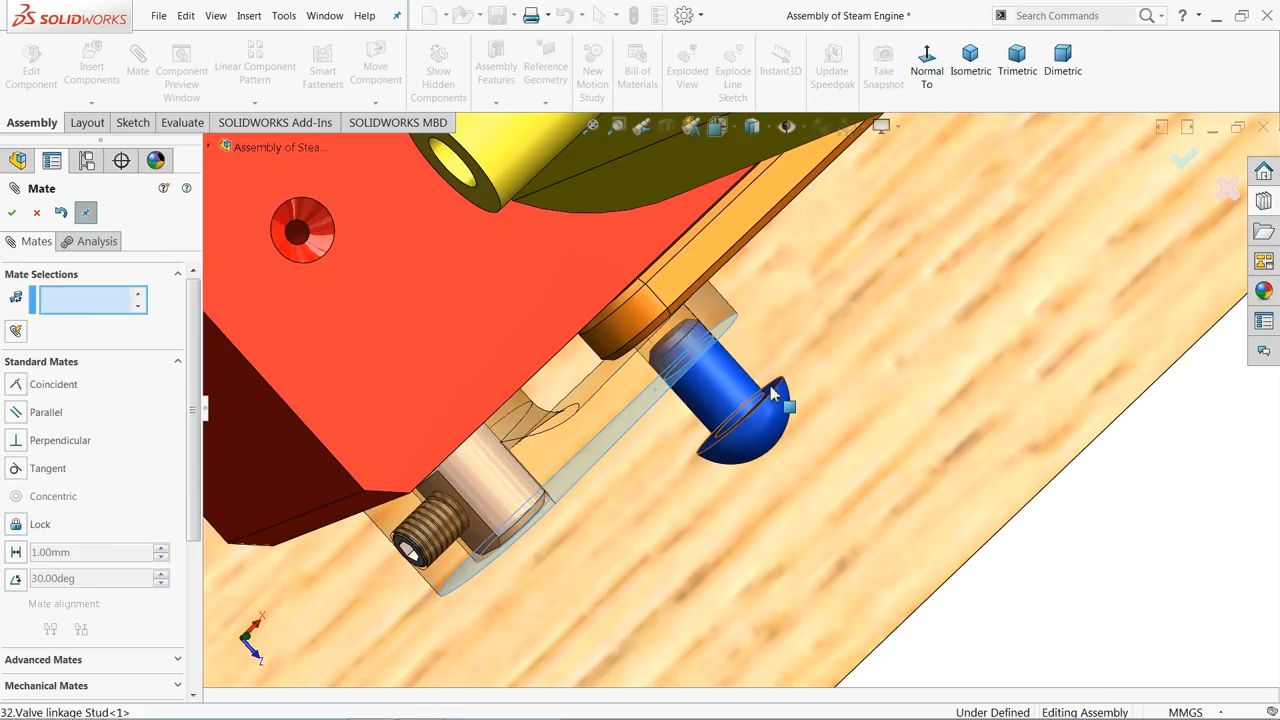 SOLIDWORKS File Edit View Insert Tools Window Help Assembly of Steam Engine * Search Commands ?
Edit Component
Insert Components
Mate
Component Preview Window
Linear Component Pattern
Smart Fasteners
Move Component
Show Hidden Components
Assembly Features
Reference Geometry
New Motion Study
Bill of Materials
Exploded View
Explode Line Sketch
Instant3D
Update Speedpak
Take Snapshot
Normal To
Isometric
Trimetric
Dimetric
Assembly Layout Sketch Evaluate SOLIDWORKS Add-Ins SOLIDWORKS MBD
Assembly of Stea...
Mate
Mates Analysis
Mate Selections
Standard Mates
Coincident
Parallel
Perpendicular
Tangent
Concentric
Lock
1.00mm
30.00deg
Mate alignment:
Advanced Mates
Mechanical Mates
X
Z
32.Valve linkage Stud<1> Under Defined Editing Assembly MMGS